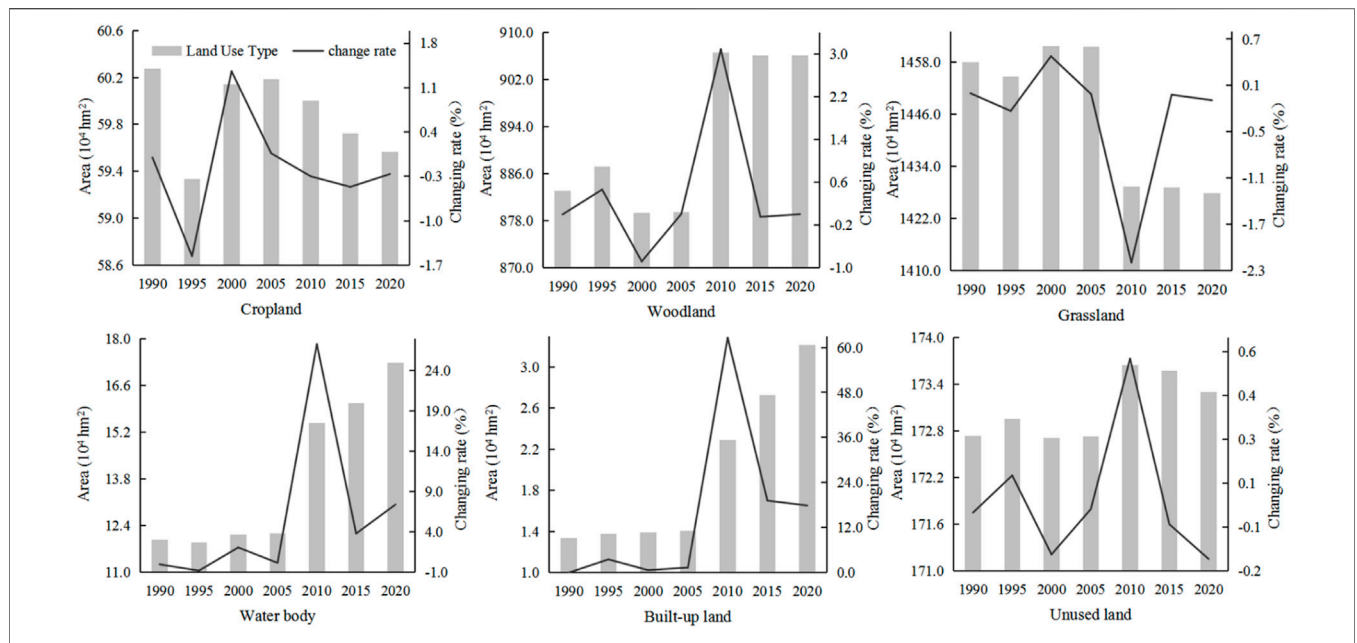 60.6
60.2
59.8
59.4
59.0
58.6
Area (10⁴ hm²)
Land Use Type
change rate
1.8
1.1
0.4
-0.3
-1.0
-1.7
Changing rate (%)
1990 1995 2000 2005 2010 2015 2020
Cropland
910.0
902.0
894.0
886.0
878.0
870.0
Area (10⁴ hm²)
3.0
2.2
1.4
0.6
-0.2
-1.0
Changing rate (%)
1990 1995 2000 2005 2010 2015 2020
Woodland
1458.0
1446.0
1434.0
1422.0
1410.0
Area (10⁴ hm²)
0.7
0.1
-0.5
-1.1
-1.7
-2.3
Changing rate (%)
1990 1995 2000 2005 2010 2015 2020
Grassland
18.0
16.6
15.2
13.8
12.4
11.0
Area (10⁴ hm²)
24.0
19.0
14.0
9.0
4.0
-1.0
Changing rate (%)
1990 1995 2000 2005 2010 2015 2020
Water body
3.0
2.6
2.2
1.8
1.4
1.0
Area (10⁴ hm²)
60.0
48.0
36.0
24.0
12.0
0.0
Changing rate (%)
1990 1995 2000 2005 2010 2015 2020
Built-up land
174.0
173.4
172.8
172.2
171.6
171.0
Area (10⁴ hm²)
0.6
0.4
0.3
0.1
-0.1
-0.2
Changing rate (%)
1990 1995 2000 2005 2010 2015 2020
Unused land